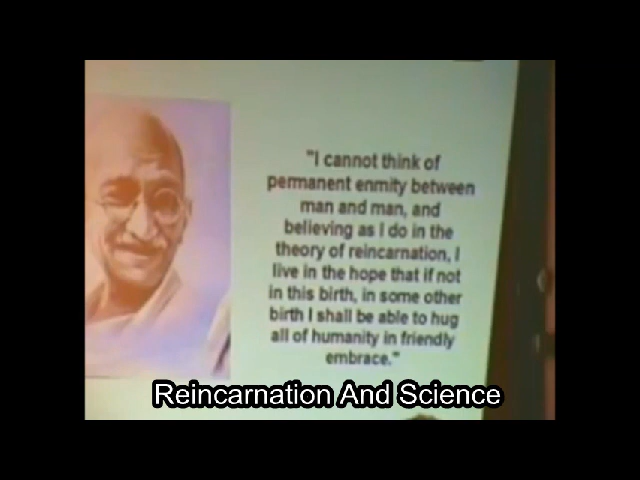 "I cannot think of
permanent enmity between
man and man, and
believing as I do in the
theory of reincarnation, I
live in the hope that if not
in this birth, in some other
birth I shall be able to hug
all of humanity in friendly
embrace."
Reincarnation And Science